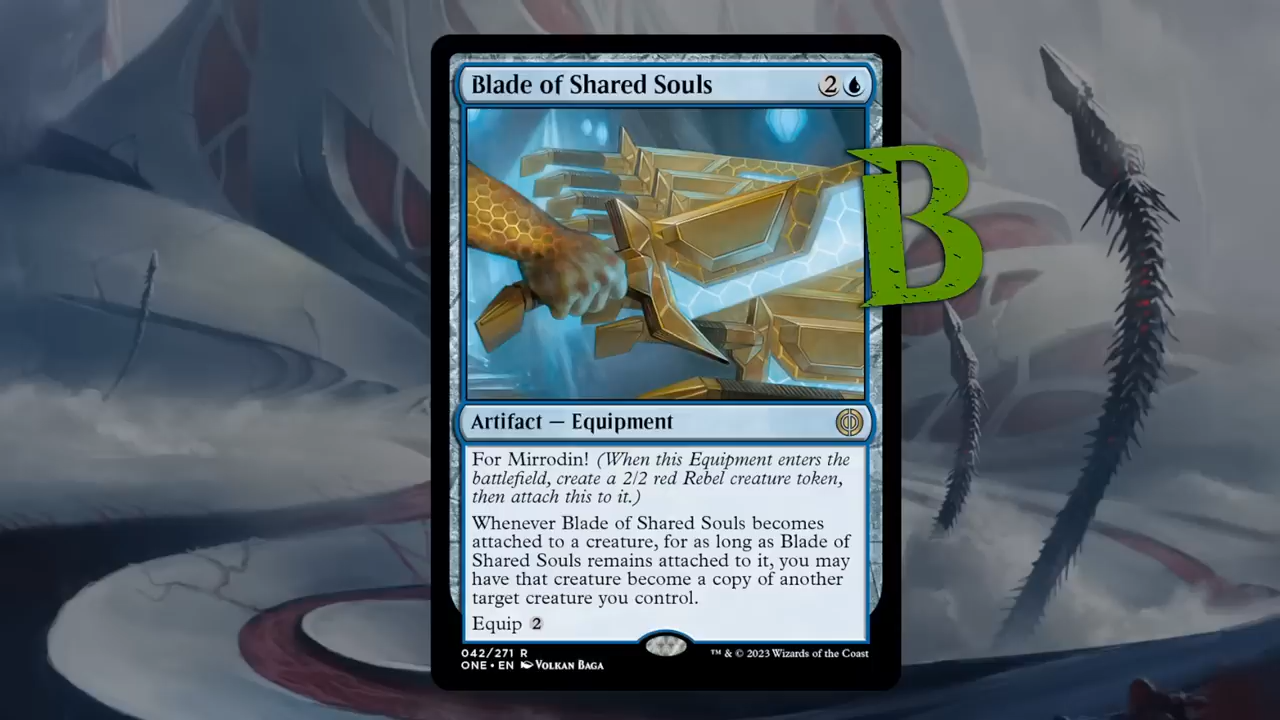 Blade of Shared Souls 2
B
Artifact — Equipment
For Mirrodin! (When this Equipment enters the
battlefield, create a 2/2 red Rebel creature token,
then attach this to it.)
Whenever Blade of Shared Souls becomes
attached to a creature, for as long as Blade of
Shared Souls remains attached to it, you may
have that creature become a copy of another
target creature you control.
Equip 2
042/271 R
ONE • EN VOLKAN BAGA
™ & © 2023 Wizards of the Coast